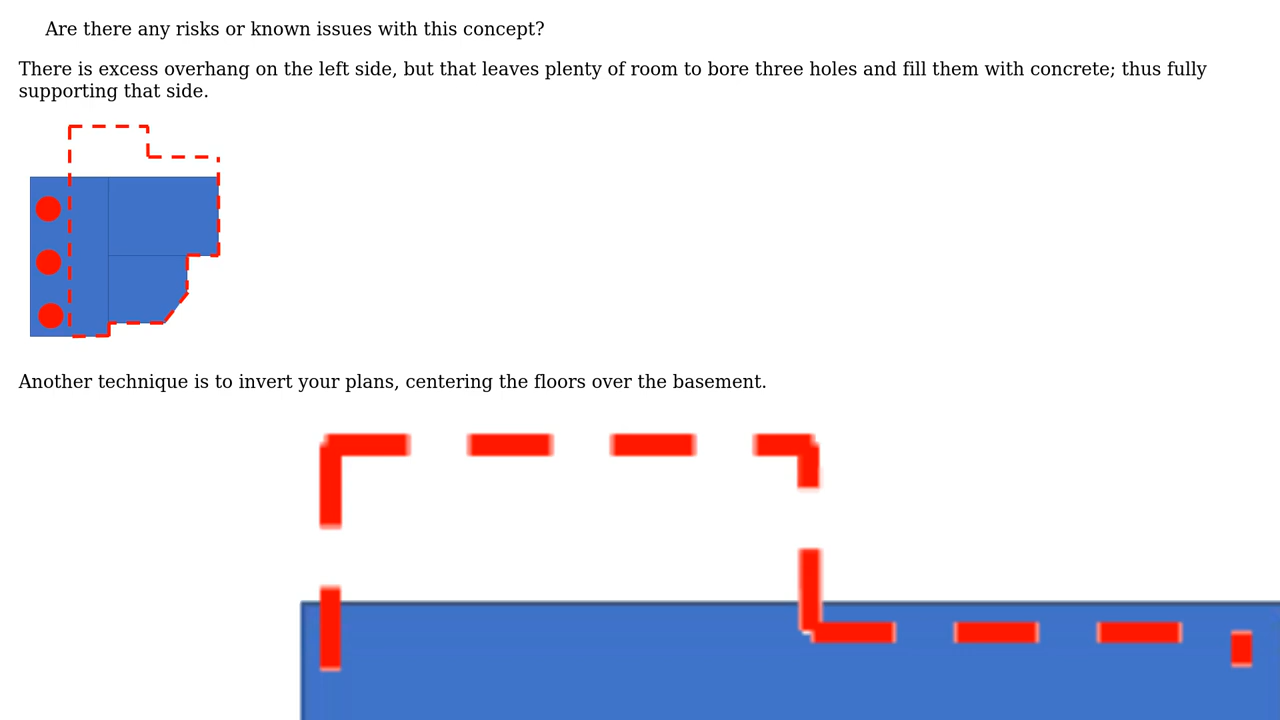 Are there any risks or known issues with this concept?
There is excess overhang on the left side, but that leaves plenty of room to bore three holes and fill them with concrete; thus fully
supporting that side.
Another technique is to invert your plans, centering the floors over the basement.